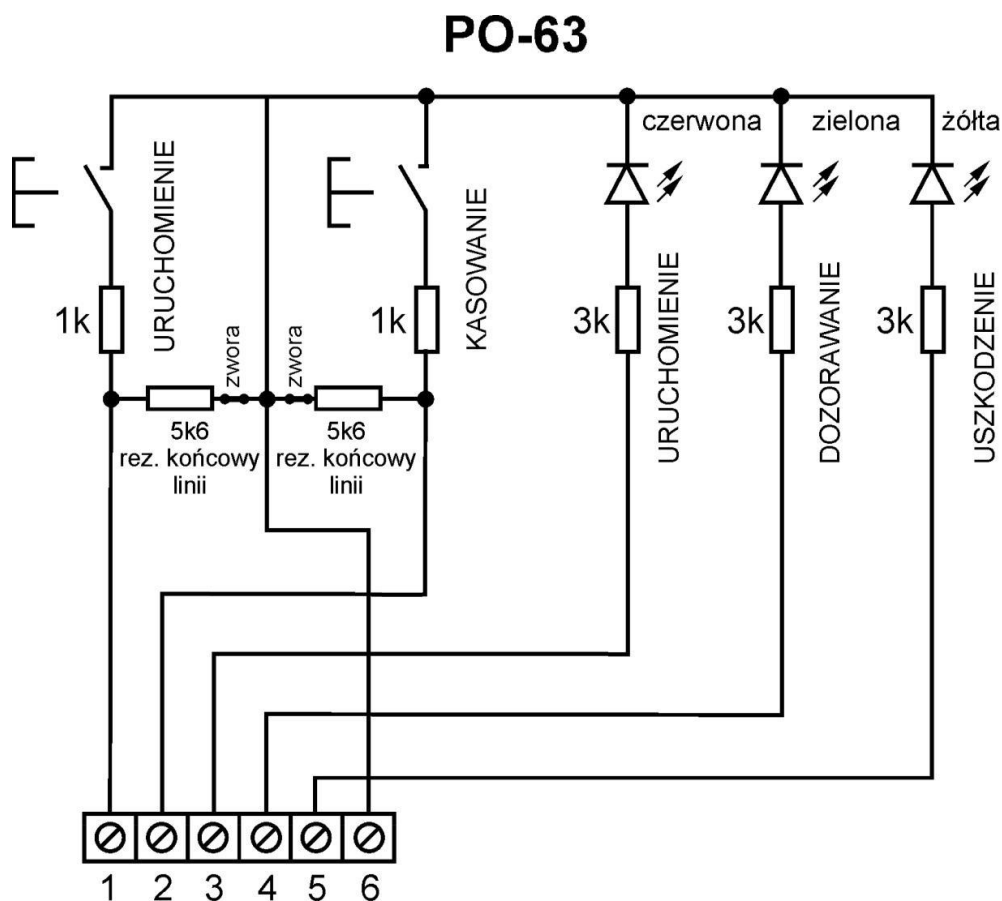 PO-63
czerwona
zielona
żółta
URUCHOMIENIE
KASOWANIE
1k
1k
3k
3k
3k
URUCHOMIENIE
DOZORAWANIE
USZKODZENIE
zwora
zwora
5k6
rez. końcowy
linii
5k6
rez. końcowy
linii
1 2 3 4 5 6